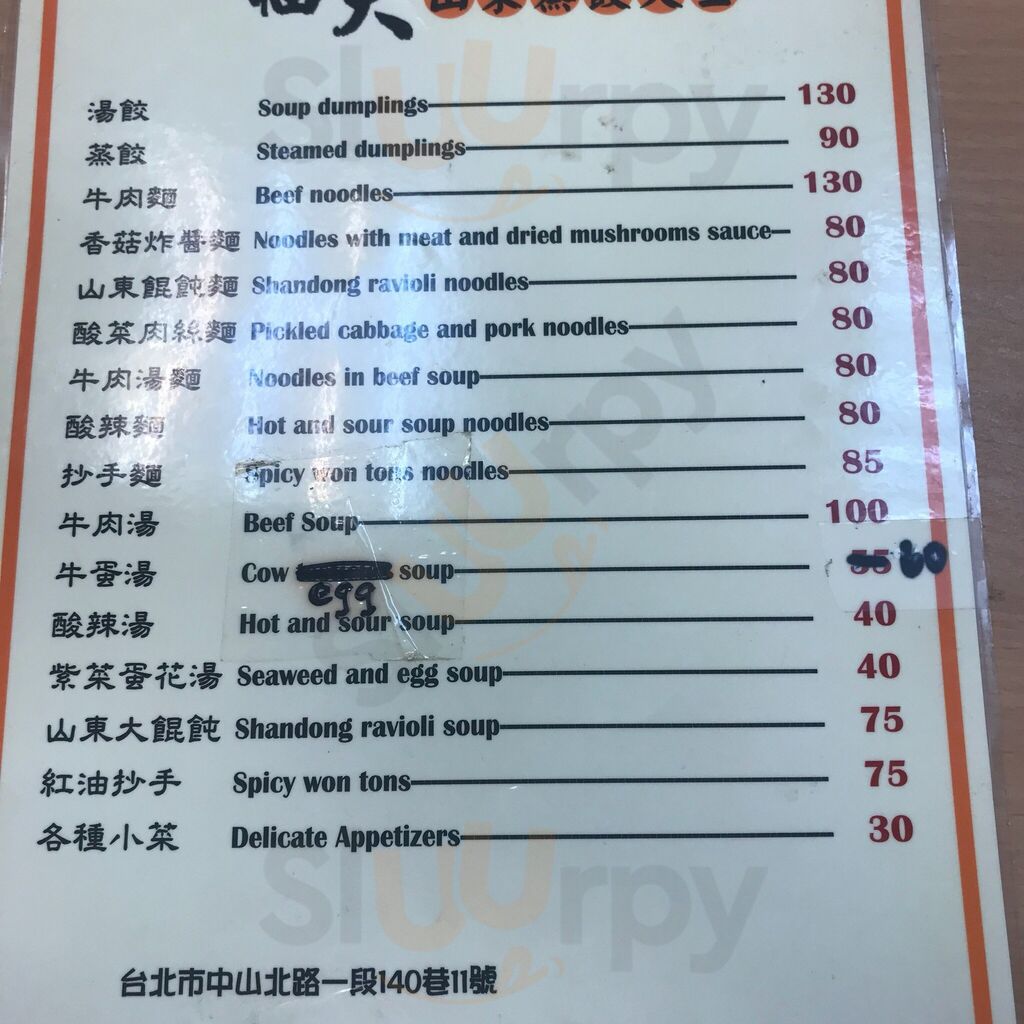 湯餃 Soup dumplings 130
蒸餃 Steamed dumplings 90
牛肉麵 Beef noodles 130
香菇炸醬麵 Noodles with meat and dried mushrooms sauce 80
山東餛飩麵 Shandong ravioli noodles 80
酸菜肉絲麵 Pickled cabbage and pork noodles 80
牛肉湯麵 Noodles in beef soup 80
酸辣麵 Hot and sour soup noodles 80
抄手麵 Spicy won tons noodles 85
牛肉湯 Beef Soup 100
牛蛋湯 Cow egg soup 60
酸辣湯 Hot and sour soup 40
紫菜蛋花湯 Seaweed and egg soup 40
山東大餛飩 Shandong ravioli soup 75
紅油抄手 Spicy won tons 75
各種小菜 Delicate Appetizers 30
台北市中山北路一段140巷11號
Slurpy
Slurpy
Slurpy